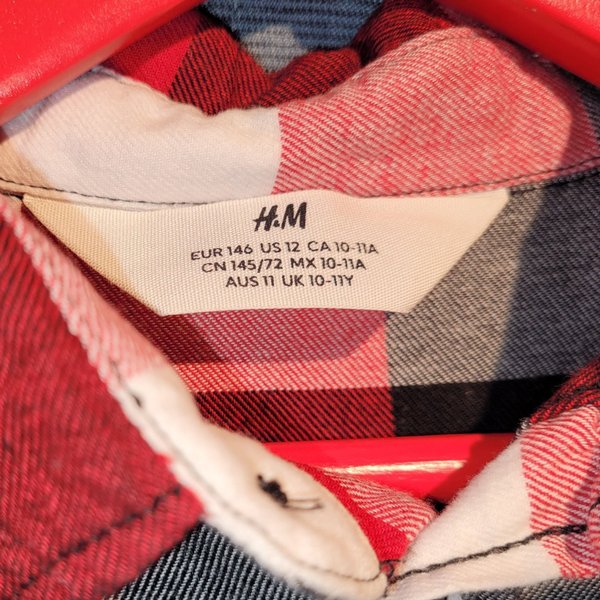 H&M
EUR 146 US 12 CA 10-11A
CN 145/72 MX 10-11A
AUS 11 UK 10-11Y